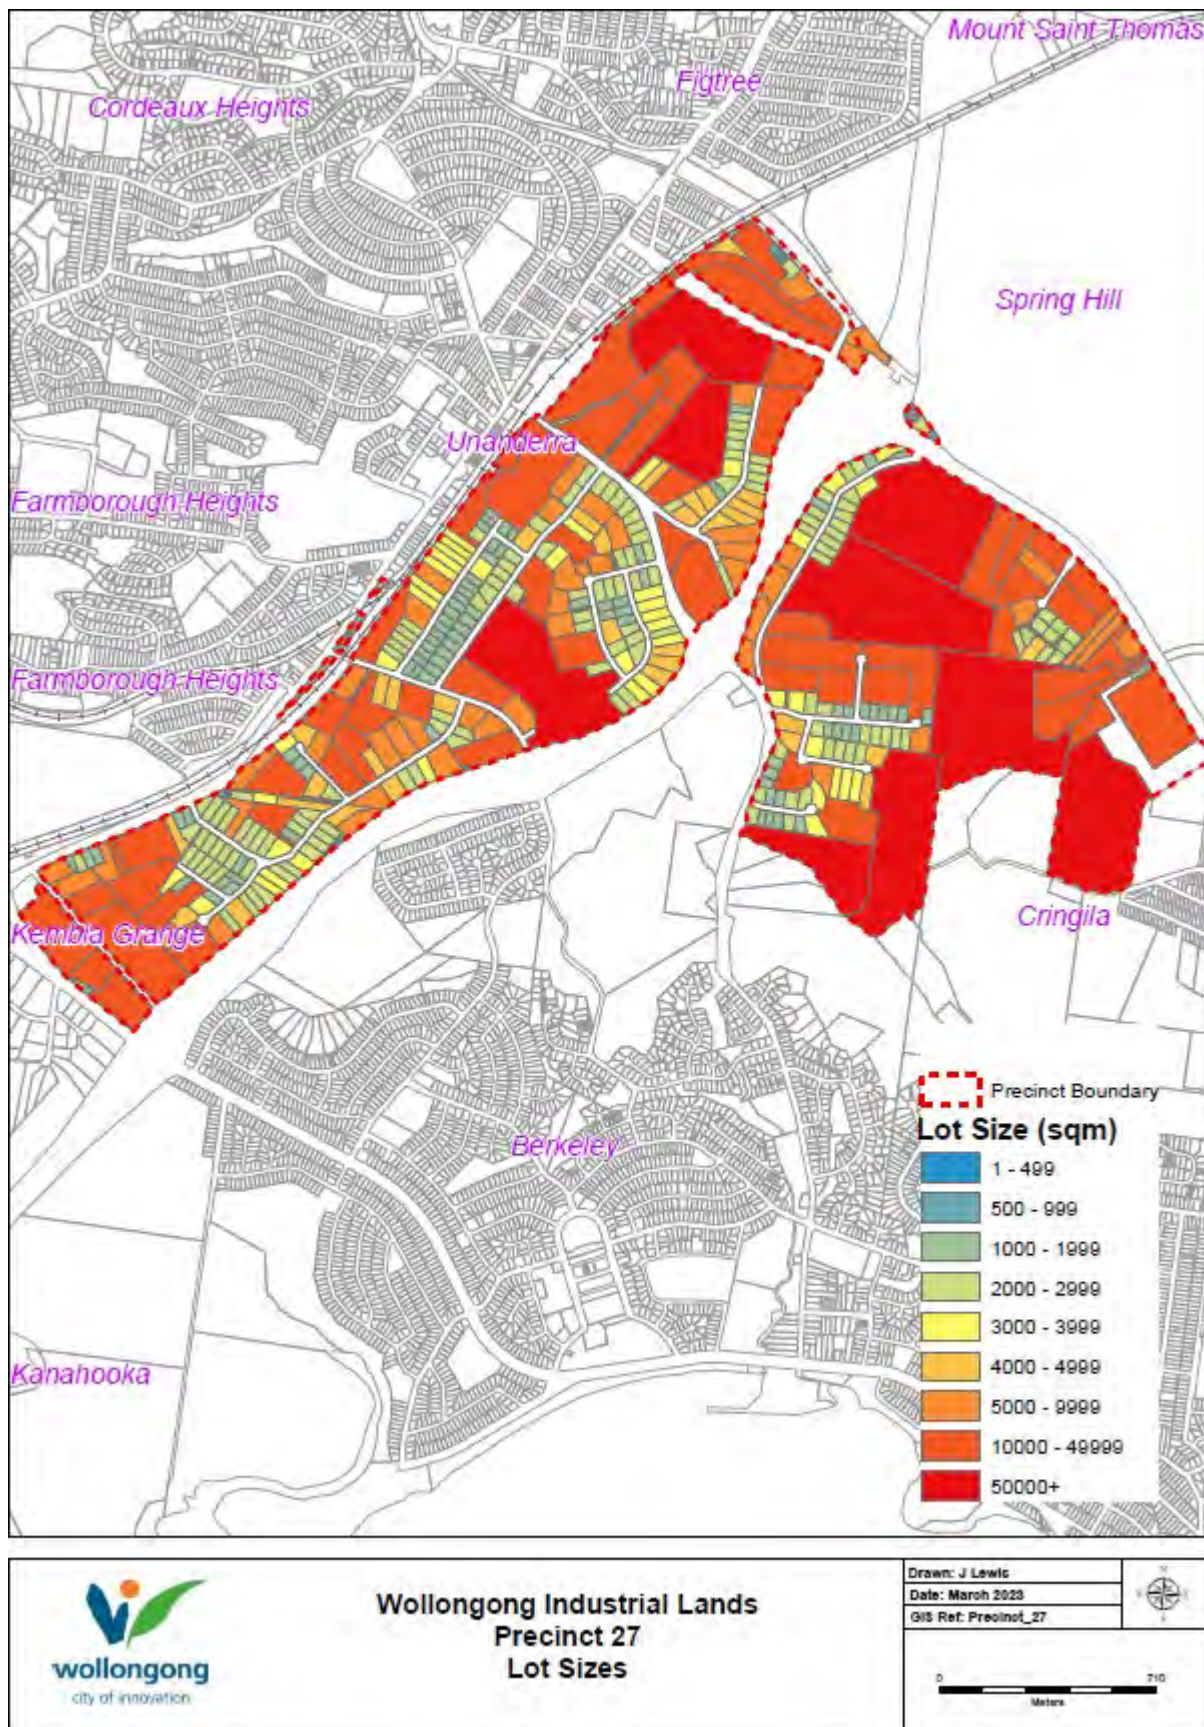 Mount Saint Thomas
Figtree
Cordeaux Heights
Spring Hill
Unanderra
Farmborough Heights
Farmborough Heights
Kembla Grange
Cringila
Berkeley
Kanahooka
Precinct Boundary
Lot Size (sqm)
1 - 499
500 - 999
1000 - 1999
2000 - 2999
3000 - 3999
4000 - 4999
5000 - 9999
10000 - 49999
50000+
wollongong
city of innovation
Wollongong Industrial Lands
Precinct 27
Lot Sizes
Drawn: J Lewis
Date: March 2023
GIS Ref: Precinct_27
0 710
Meters